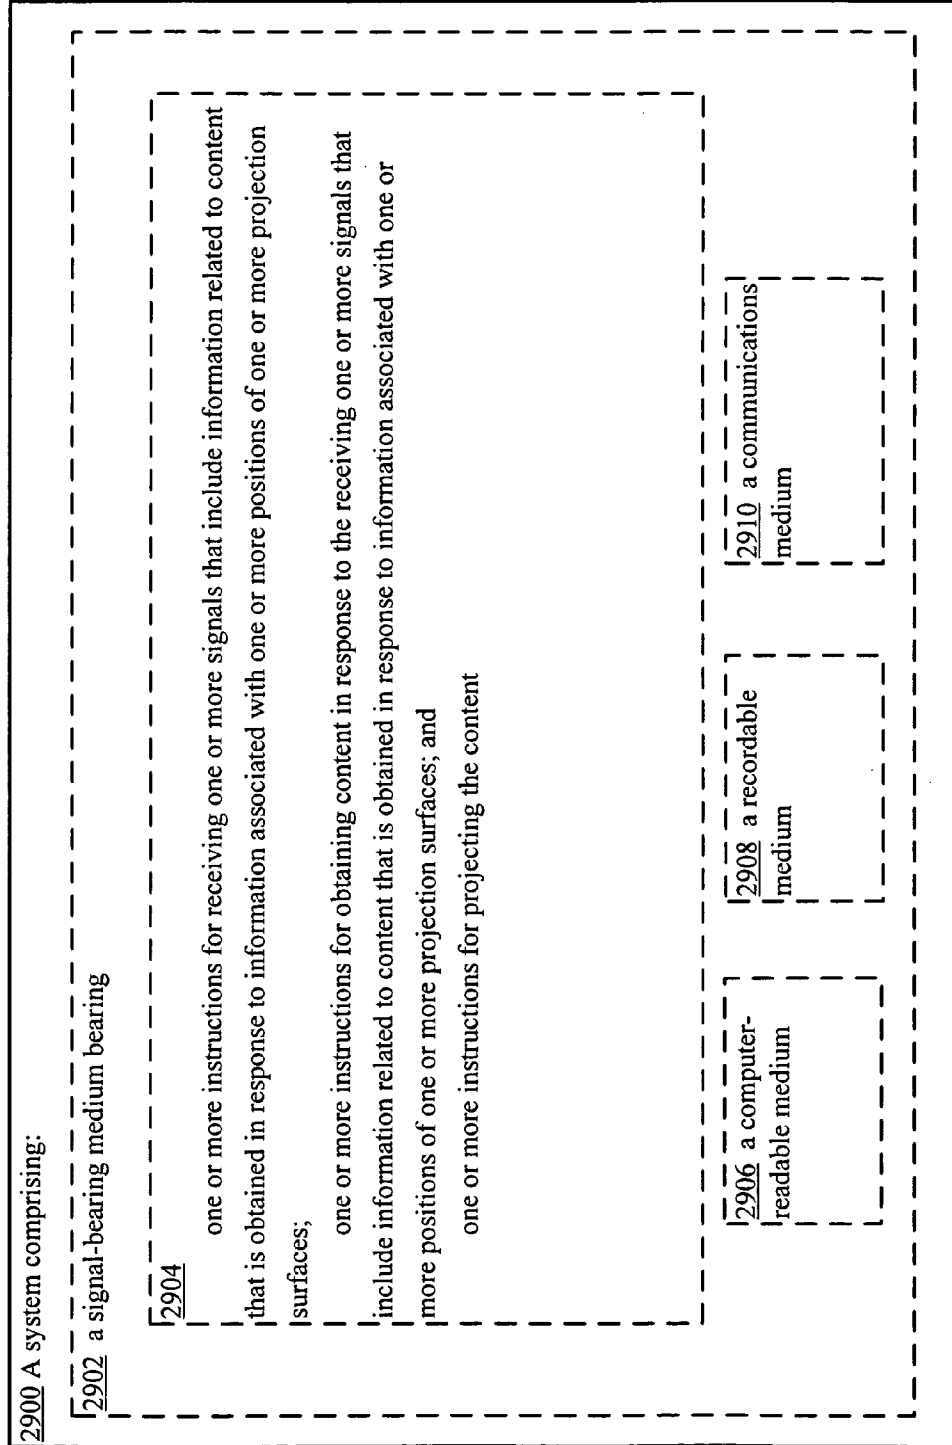 2900 A system comprising:
2902 a signal-bearing medium bearing
2904
one or more instructions for receiving one or more signals that include information related to content
that is obtained in response to information associated with one or more positions of one or more projection
surfaces;
one or more instructions for obtaining content in response to the receiving one or more signals that
include information related to content that is obtained in response to information associated with one or
more positions of one or more projection surfaces; and
one or more instructions for projecting the content
2906 a computer-
readable medium
2908 a recordable
medium
2910 a communications
medium